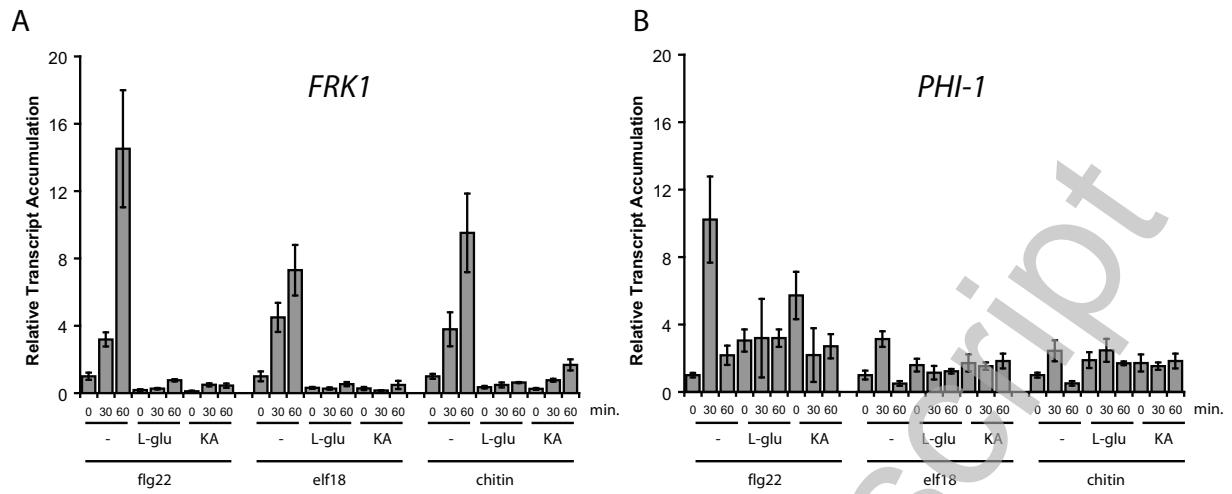 A
B
FRK1
PHI-1
Relative Transcript Accumulation
20
16
12
8
4
0
0 30 60 0 30 60 0 30 60 0 30 60 0 30 60 0 30 60 0 30 60 0 30 60 0 30 60 min.
- L-glu KA - L-glu KA - L-glu KA
flg22 elf18 chitin
Relative Transcript Accumulation
20
16
12
8
4
0
0 30 60 0 30 60 0 30 60 0 30 60 0 30 60 0 30 60 0 30 60 0 30 60 0 30 60 min.
- L-glu KA - L-glu KA - L-glu KA
flg22 elf18 chitin
script